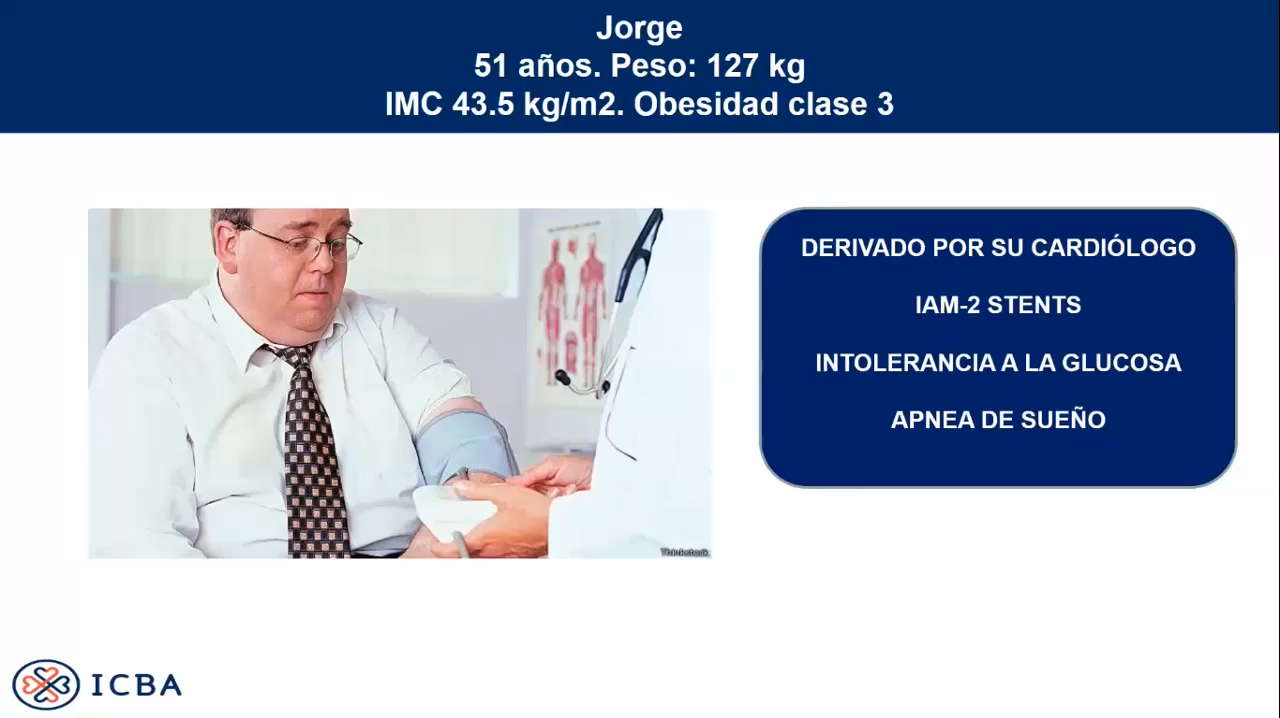 Jorge
51 años. Peso: 127 kg
IMC 43.5 kg/m2. Obesidad clase 3
DERIVADO POR SU CARDIÓLOGO
IAM-2 STENTS
INTOLERANCIA A LA GLUCOSA
APNEA DE SUEÑO
Thinkstock
ICBA